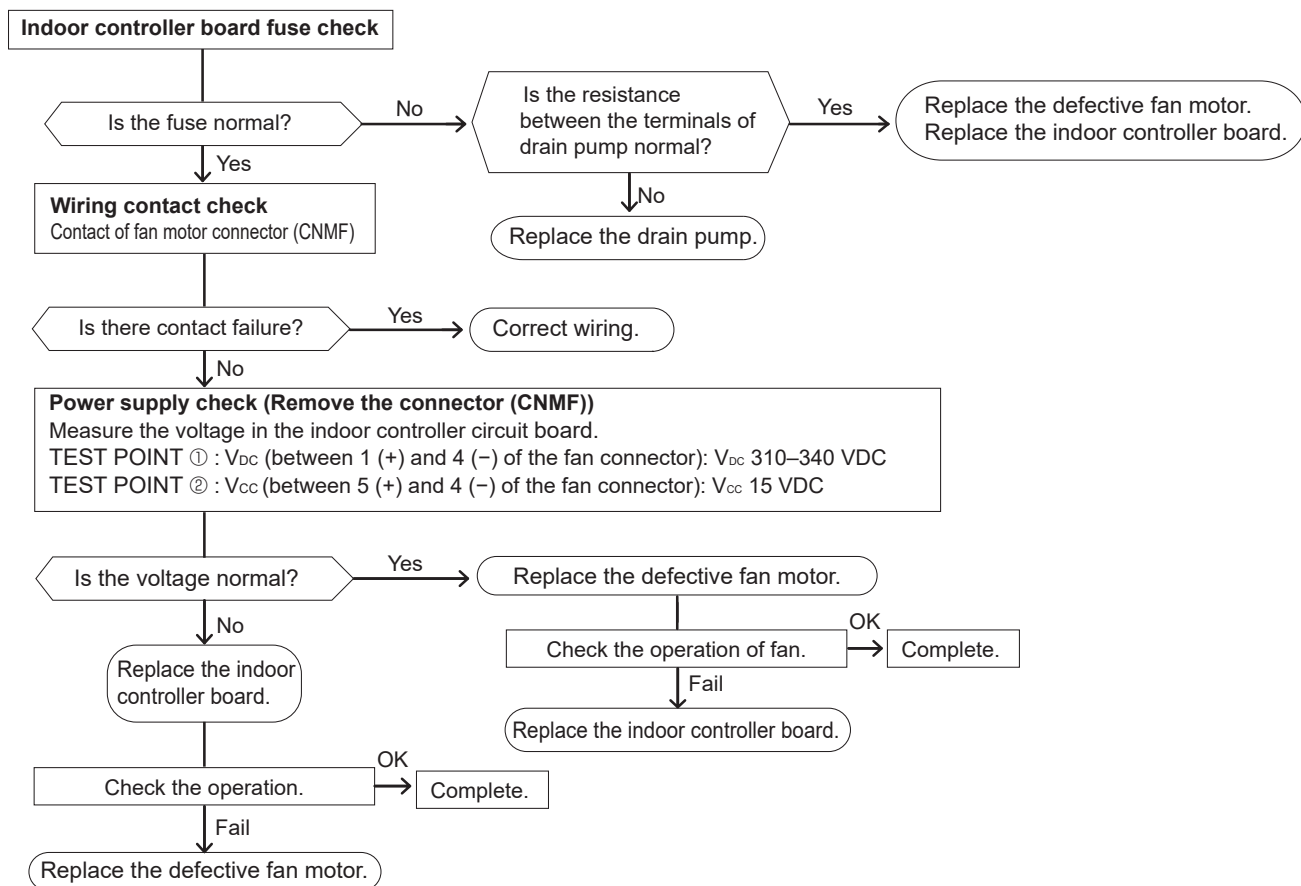 Indoor controller board fuse check
Is the fuse normal?
No
Is the resistance
between the terminals of
drain pump normal?
Yes
Replace the defective fan motor.
Replace the indoor controller board.
Yes
No
Wiring contact check
Contact of fan motor connector (CNMF)
Replace the drain pump.
Is there contact failure?
Yes
Correct wiring.
No
Power supply check (Remove the connector (CNMF))
Measure the voltage in the indoor controller circuit board.
TEST POINT ① : VDC (between 1 (+) and 4 (−) of the fan connector): VDC 310–340 VDC
TEST POINT ② : VCC (between 5 (+) and 4 (−) of the fan connector): VCC 15 VDC
Is the voltage normal?
Yes
Replace the defective fan motor.
No
Check the operation of fan.
OK
Complete.
Replace the indoor
controller board.
Fail
Replace the indoor controller board.
Check the operation.
OK
Complete.
Fail
Replace the defective fan motor.